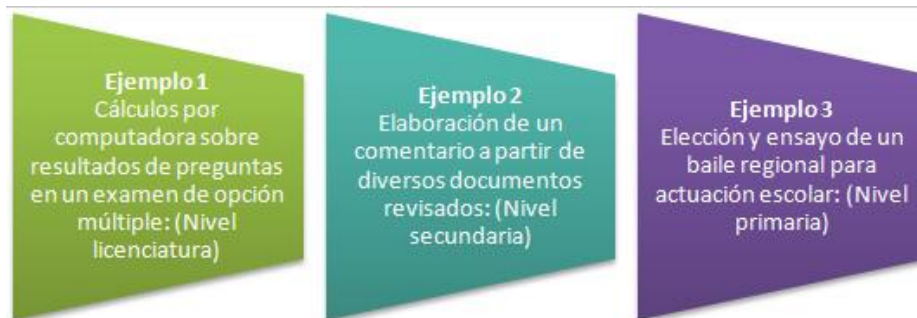 Ejemplo 1
Cálculos por
computadora sobre
resultados de preguntas
en un examen de opción
múltiple: (Nivel
licenciatura)
Ejemplo 2
Elaboración de un
comentario a partir de
diversos documentos
revisados: (Nivel
secundaria)
Ejemplo 3
Elección y ensayo de un
baile regional para
actuación escolar: (Nivel
primaria)